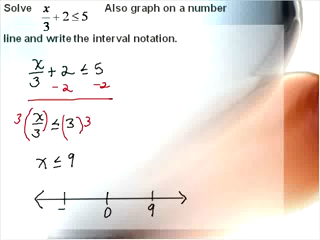 Solve x/3 + 2 ≤ 5 Also graph on a number
line and write the interval notation.
x/3 + 2 ≤ 5
-2 -2
3(x/3) ≤ (3)3
x ≤ 9
– 0 9